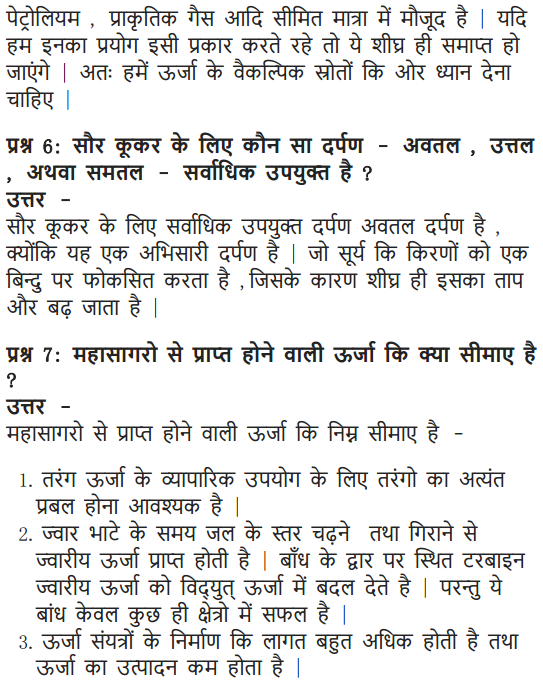 पेट्रोलियम , प्राकृतिक गैस आदि सीमित मात्रा में मौजूद है | यदि
हम इनका प्रयोग इसी प्रकार करते रहे तो ये शीघ्र ही समाप्त हो
जाएंगे | अतः हमें ऊर्जा के वैकल्पिक स्रोतों कि ओर ध्यान देना
चाहिए |
प्रश्न 6: सौर कूकर के लिए कौन सा दर्पण - अवतल , उत्तल
, अथवा समतल - सर्वाधिक उपयुक्त है ?
उत्तर -
सौर कूकर के लिए सर्वाधिक उपयुक्त दर्पण अवतल दर्पण है ,
क्योंकि यह एक अभिसारी दर्पण है | जो सूर्य कि किरणों को एक
बिन्दु पर फोकसित करता है ,जिसके कारण शीघ्र ही इसका ताप
और बढ़ जाता है |
प्रश्न 7: महासागरो से प्राप्त होने वाली ऊर्जा कि क्या सीमाए है
?
उत्तर -
महासागरो से प्राप्त होने वाली ऊर्जा कि निम्न सीमाए है -
1. तरंग ऊर्जा के व्यापारिक उपयोग के लिए तरंगो का अत्यंत
प्रबल होना आवश्यक है |
2. ज्वार भाटे के समय जल के स्तर चढ़ने तथा गिराने से
ज्वारीय ऊर्जा प्राप्त होती है | बाँध के द्वार पर स्थित टरबाइन
ज्वारीय ऊर्जा को विद्युत् ऊर्जा में बदल देते है | परन्तु ये
बांध केवल कुछ ही क्षेत्रो में सफल है |
3. ऊर्जा संयत्रों के निर्माण कि लागत बहुत अधिक होती है तथा
ऊर्जा का उत्पादन कम होता है |